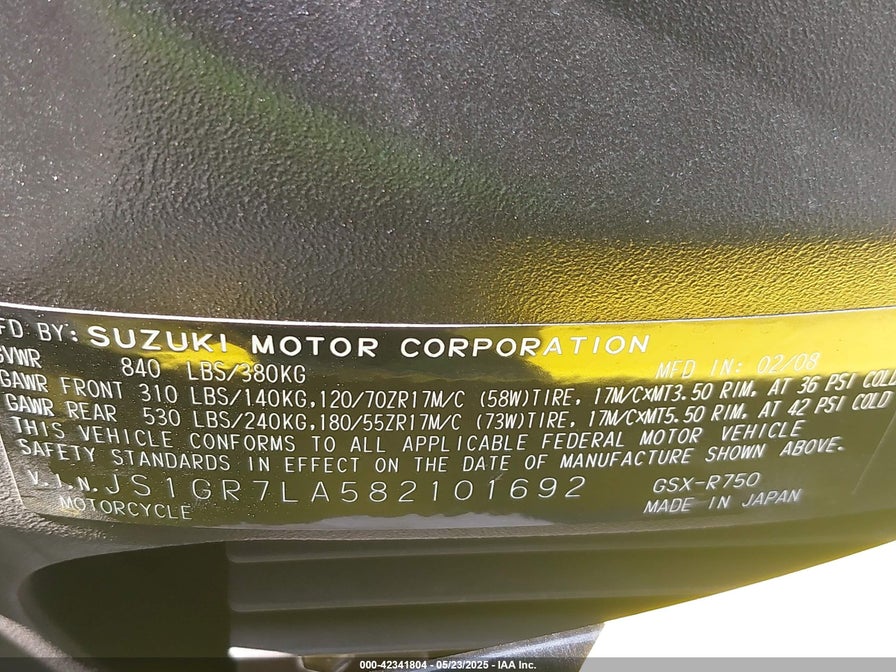 FD BY: SUZUKI MOTOR CORPORATION
GVWR 840 LBS/380KG MFD IN: 02/08
GAWR FRONT 310 LBS/140KG,120/70ZR17M/C (58W)TIRE, 17M/C×MT3.50 RIM, AT 36 PSI COLD
GAWR REAR 530 LBS/240KG,180/55ZR17M/C (73W)TIRE, 17M/C×MT5.50 RIM, AT 42 PSI COLD
THIS VEHICLE CONFORMS TO ALL APPLICABLE FEDERAL MOTOR VEHICLE
SAFETY STANDARDS IN EFFECT ON THE DATE OF MANUFACTURE SHOWN ABOVE.
V.I.N. JS1GR7LA582101692 GSX-R750
MOTORCYCLE MADE IN JAPAN
000-42341804 - 05/23/2025 - IAA Inc.